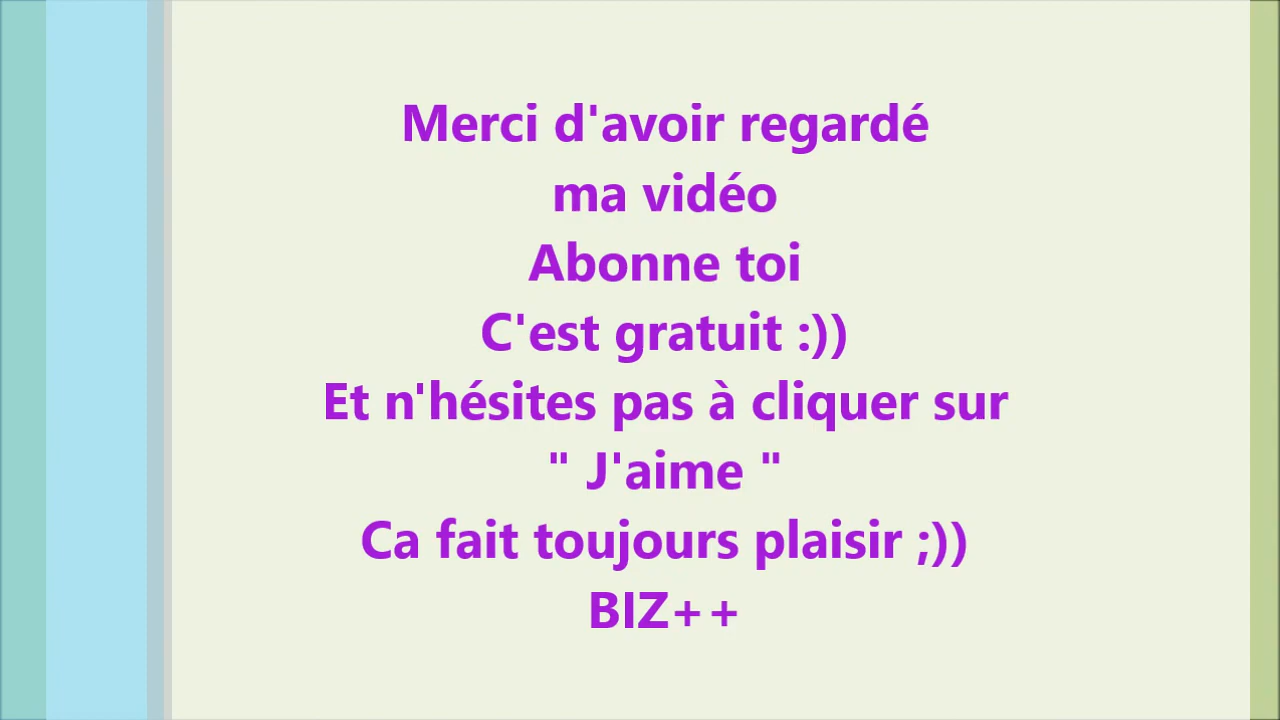 Merci d'avoir regardé
ma vidéo
Abonne toi
C'est gratuit :))
Et n'hésites pas à cliquer sur
" J'aime "
Ca fait toujours plaisir ;))
BIZ++